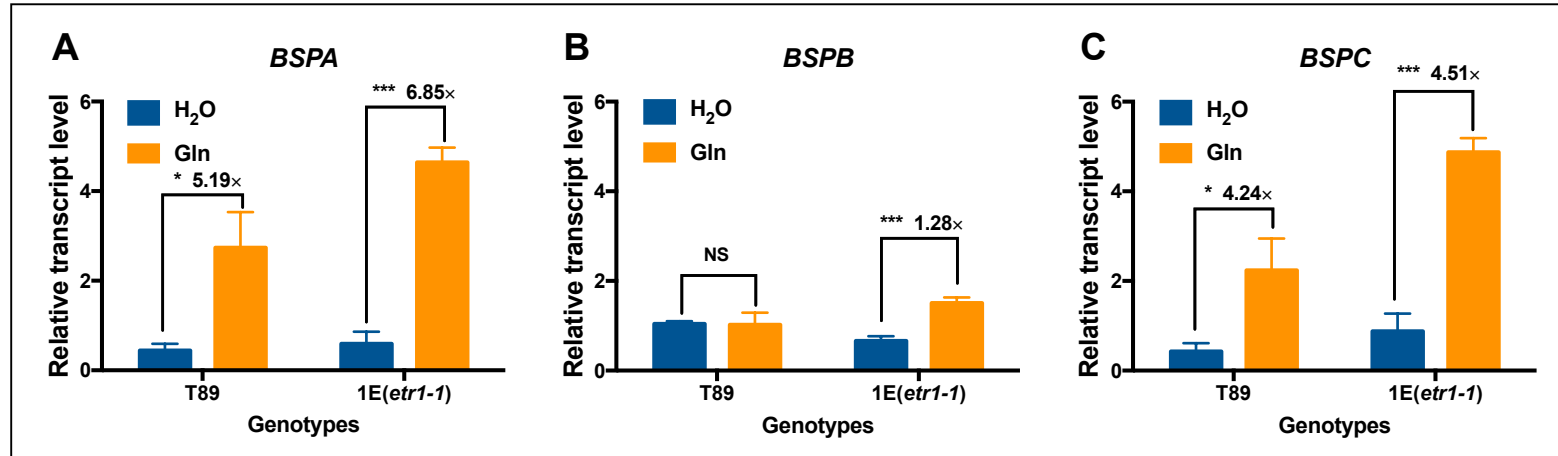 A
BSPA
Relative transcript level
6
4
2
0
H₂O
Gln
* 5.19×
*** 6.85×
T89
1E(etr1-1)
Genotypes
B
BSPB
Relative transcript level
6
4
2
0
H₂O
Gln
NS
*** 1.28×
T89
1E(etr1-1)
Genotypes
C
BSPC
Relative transcript level
6
4
2
0
H₂O
Gln
* 4.24×
*** 4.51×
T89
1E(etr1-1)
Genotypes